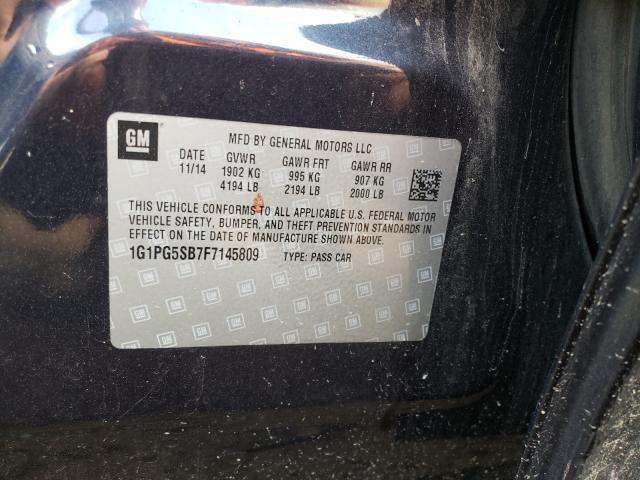 GM
MFD BY GENERAL MOTORS LLC
DATE GVWR GAWR FRT GAWR RR
11/14 1902 KG 995 KG 907 KG
4194 LB 2194 LB 2000 LB
THIS VEHICLE CONFORMS TO ALL APPLICABLE U.S. FEDERAL MOTOR
VEHICLE SAFETY, BUMPER, AND THEFT PREVENTION STANDARDS IN
EFFECT ON THE DATE OF MANUFACTURE SHOWN ABOVE.
1G1PG5SB7F7145809 TYPE: PASS CAR